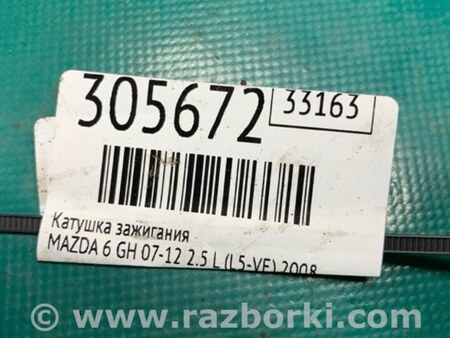 305672 33163
Катушка зажигания
MAZDA 6 GH 07-12 2.5 L (L5-VE) 2008
© www.razborki.com